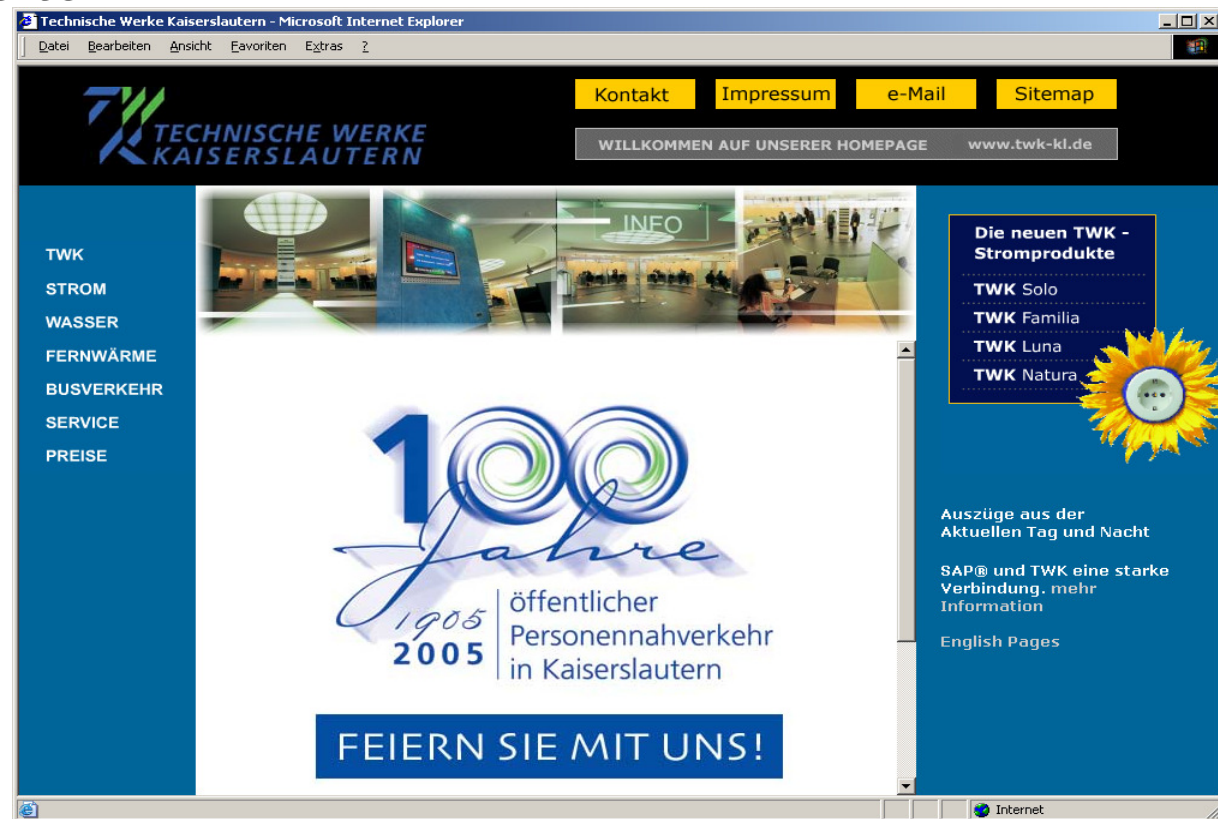 Technische Werke Kaiserslautern - Microsoft Internet Explorer
Datei Bearbeiten Ansicht Favoriten Extras ?
TECHNISCHE WERKE
KAISERSLAUTERN
Kontakt Impressum e-Mail Sitemap
WILLKOMMEN AUF UNSERER HOMEPAGE www.twk-kl.de
TWK
STROM
WASSER
FERNWÄRME
BUSVERKEHR
SERVICE
PREISE
INFO
100
Jahre
1905
2005
öffentlicher
Personennahverkehr
in Kaiserslautern
FEIERN SIE MIT UNS!
Die neuen TWK -
Stromprodukte
TWK Solo
TWK Familia
TWK Luna
TWK Natura
Auszüge aus der
Aktuellen Tag und Nacht
SAP® und TWK eine starke
Verbindung. mehr
Information
English Pages
Internet